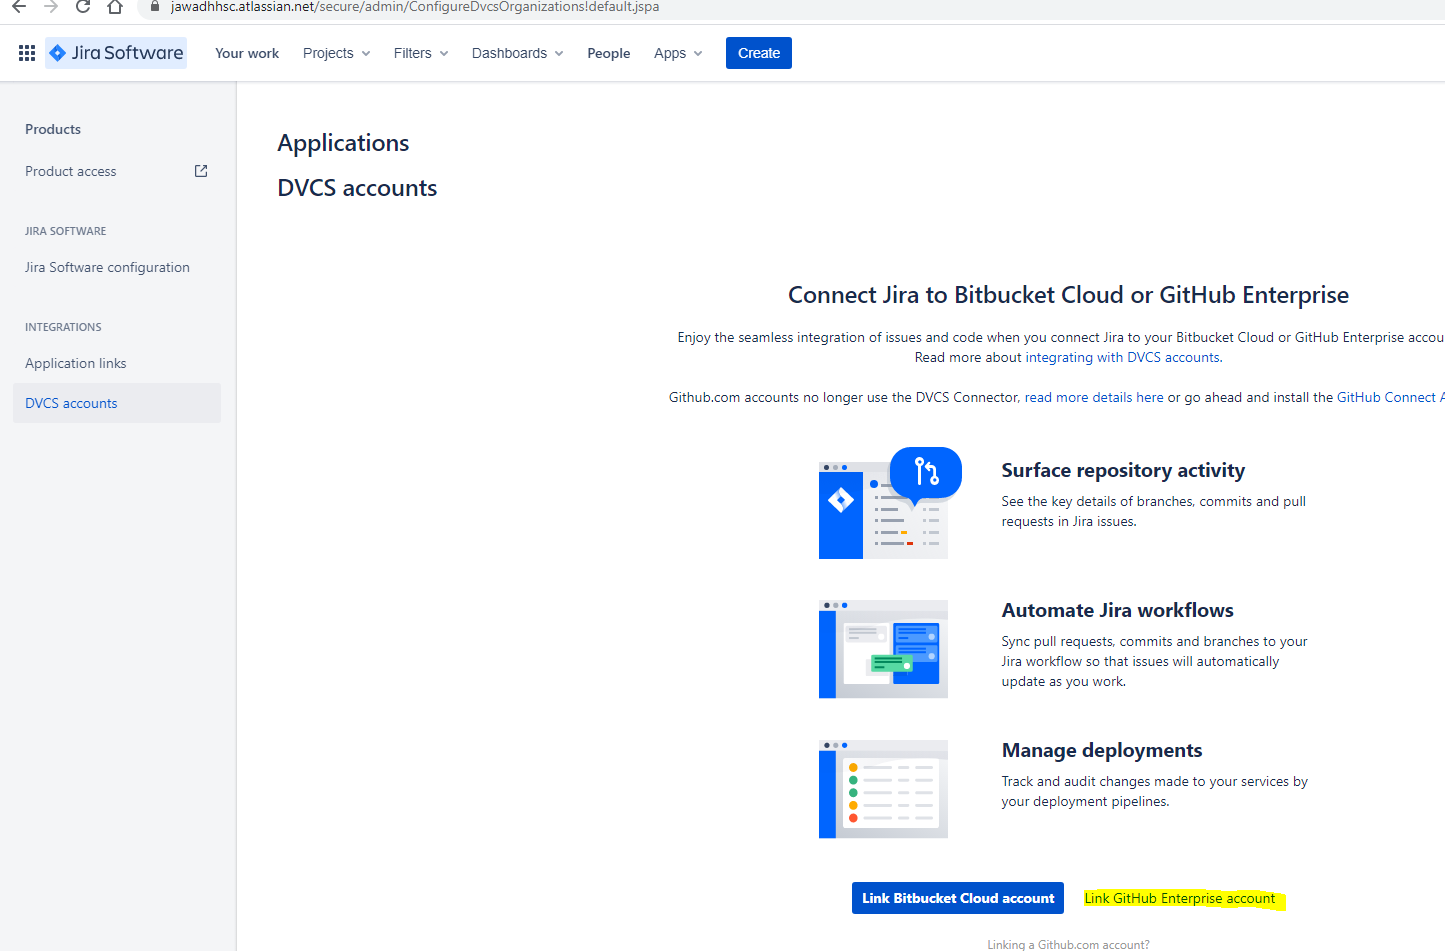 jawadhhsc.atlassian.net/secure/admin/ConfigureDvcsOrganizations!default.jspa
Jira Software Your work Projects Filters Dashboards People Apps Create
Products
Product access
JIRA SOFTWARE
Jira Software configuration
INTEGRATIONS
Application links
DVCS accounts
Applications
DVCS accounts
Connect Jira to Bitbucket Cloud or GitHub Enterprise
Enjoy the seamless integration of issues and code when you connect Jira to your Bitbucket Cloud or GitHub Enterprise accou
Read more about integrating with DVCS accounts.
Github.com accounts no longer use the DVCS Connector, read more details here or go ahead and install the GitHub Connect A
Surface repository activity
See the key details of branches, commits and pull
requests in Jira issues.
Automate Jira workflows
Sync pull requests, commits and branches to your
Jira workflow so that issues will automatically
update as you work.
Manage deployments
Track and audit changes made to your services by
your deployment pipelines.
Link Bitbucket Cloud account Link GitHub Enterprise account
Linking a Github.com account?